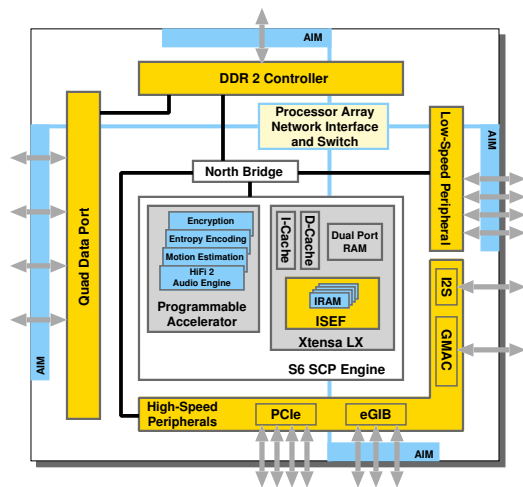 AIM
DDR 2 Controller
Processor Array
Network Interface
and Switch
AIM
Low-Speed Peripheral
North Bridge
Quad Data Port
Encryption
Entropy Encoding
Motion Estimation
HiFi 2
Audio Engine
Programmable
Accelerator
I-Cache
D-Cache
Dual Port
RAM
IRAM
ISEF
Xtensa LX
S6 SCP Engine
I2S
GMAC
AIM
High-Speed
Peripherals
PCIe
eGIB
AIM